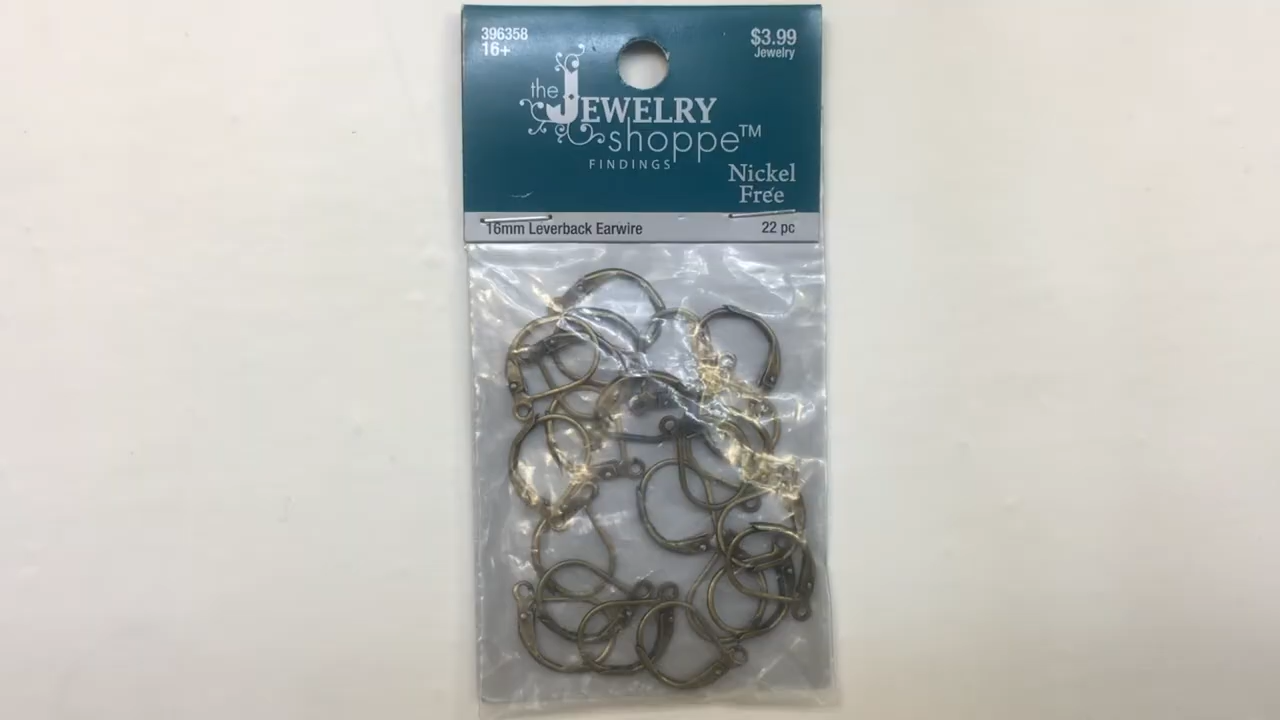 396358
16+
$3.99
Jewelry
the JEWELRY
shoppe™
FINDINGS
Nickel
Free
16mm Leverback Earwire
22 pc